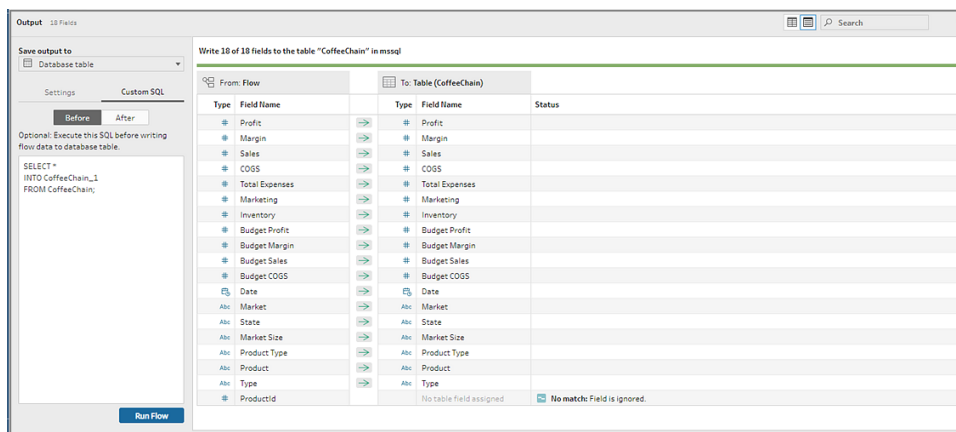 Output 18 Fields
Search
Save output to
Database table
Settings Custom SQL
Before After
Optional: Execute this SQL before writing
flow data to database table.
SELECT *
INTO CoffeeChain_1
FROM CoffeeChain;
Run Flow
Write 18 of 18 fields to the table "CoffeeChain" in mssql
From: Flow To: Table (CoffeeChain)
Type Field Name Type Field Name Status
# Profit → # Profit
# Margin → # Margin
# Sales → # Sales
# COGS → # COGS
# Total Expenses → # Total Expenses
# Marketing → # Marketing
# Inventory → # Inventory
# Budget Profit → # Budget Profit
# Budget Margin → # Budget Margin
# Budget Sales → # Budget Sales
# Budget COGS → # Budget COGS
Date → Date
Abc Market → Abc Market
Abc State → Abc State
Abc Market Size → Abc Market Size
Abc Product Type → Abc Product Type
Abc Product → Abc Product
Abc Type → Abc Type
# ProductId No table field assigned No match: Field is ignored.